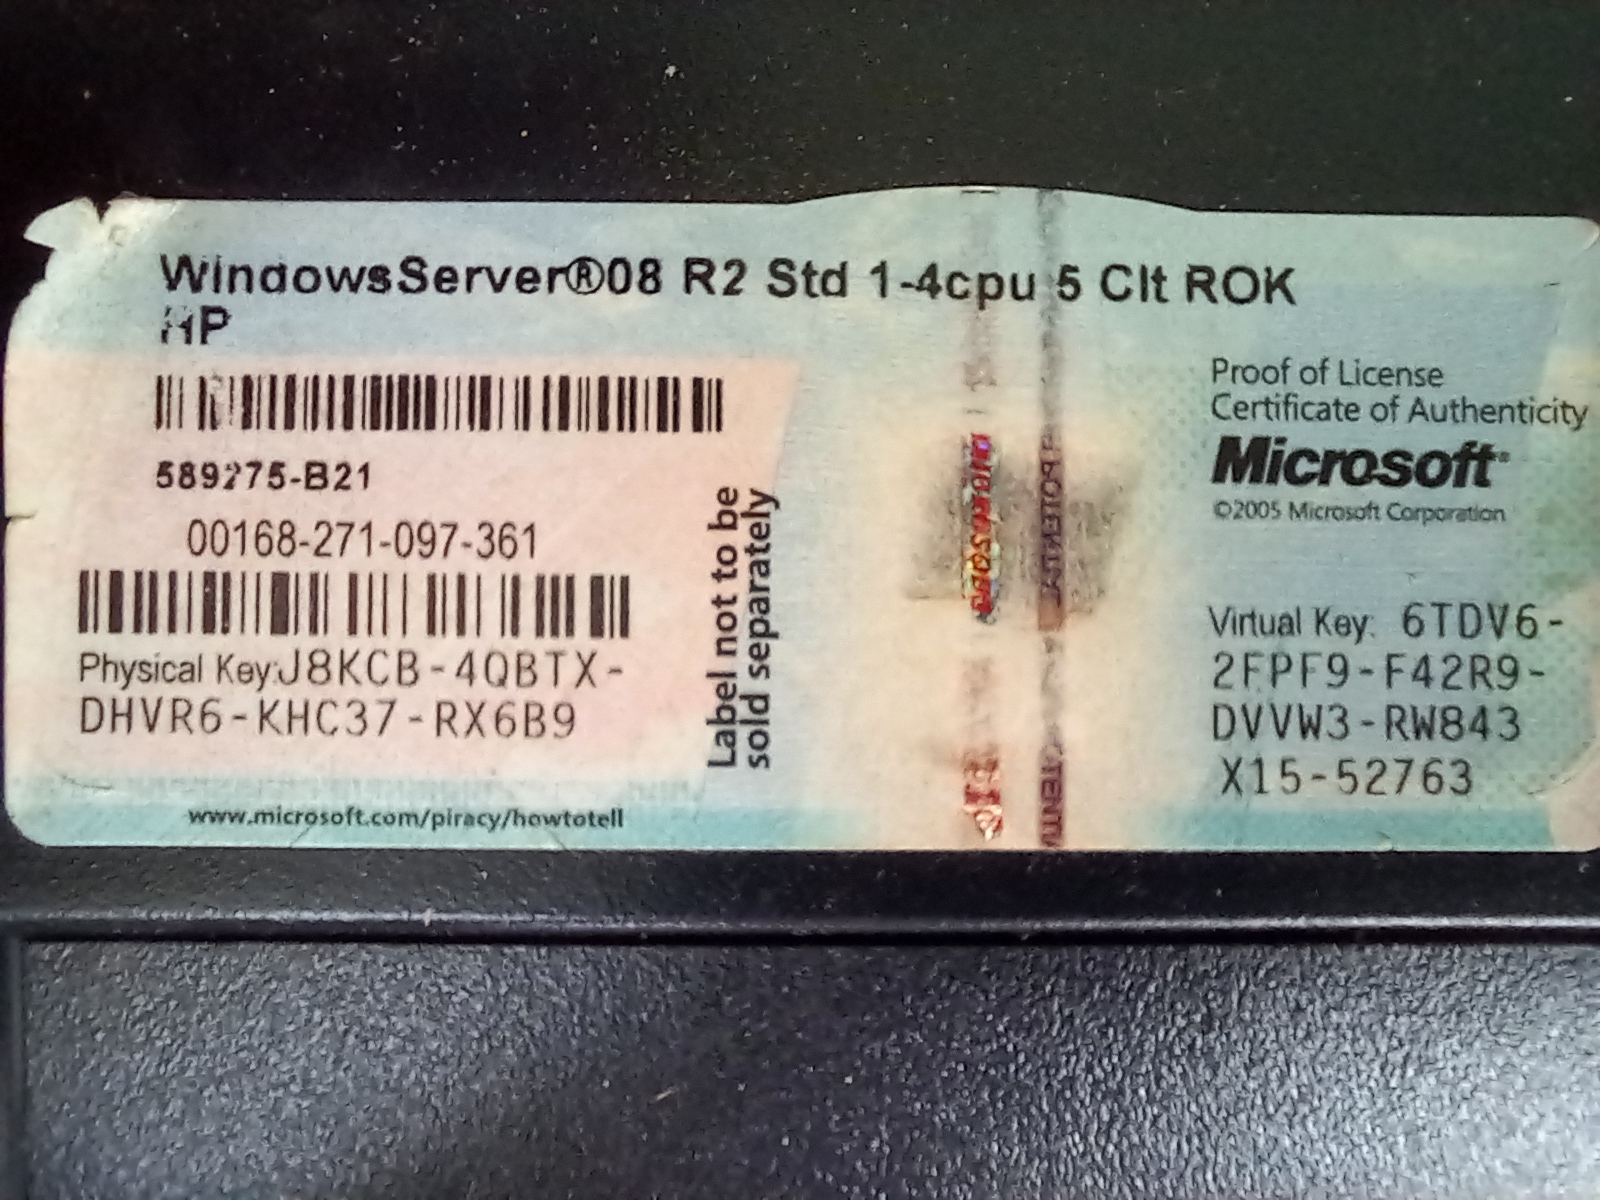 WindowsServer®08 R2 Std 1-4cpu 5 Clt ROK
HP
589275-B21
00168-271-097-361
Physical Key:J8KCB-4QBTX-
DHVR6-KHC37-RX6B9
www.microsoft.com/piracy/howtotell
Label not to be
sold separately
Proof of License
Certificate of Authenticity
Microsoft®
©2005 Microsoft Corporation
Virtual Key: 6TDV6-
2FPF9-F42R9-
DVVW3-RW843
X15-52763